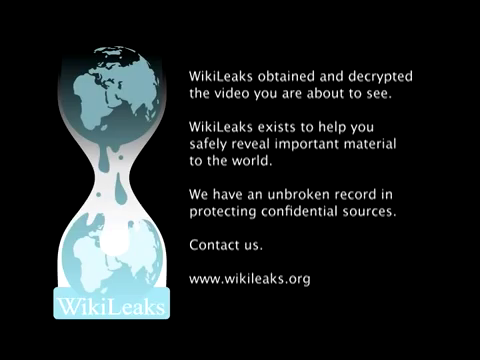 WikiLeaks obtained and decrypted
the video you are about to see.
WikiLeaks exists to help you
safely reveal important material
to the world.
We have an unbroken record in
protecting confidential sources.
Contact us.
www.wikileaks.org
WikiLeaks